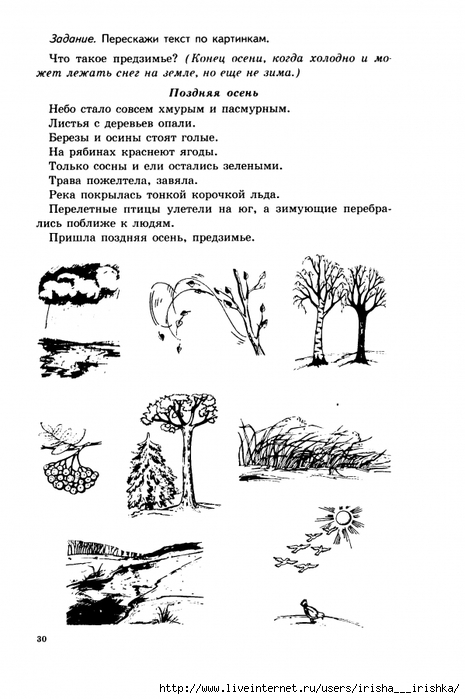 Задание. Перескажи текст по картинкам.
Что такое предзимье? (Конец осени, когда холодно и мо-
жет лежать снег на земле, но еще не зима.)
Поздняя осень
Небо стало совсем хмурым и пасмурным.
Листья с деревьев опали.
Березы и осины стоят голые.
На рябинах краснеют ягоды.
Только сосны и ели остались зелеными.
Трава пожелтела, завяла.
Река покрылась тонкой корочкой льда.
Перелетные птицы улетели на юг, а зимующие перебра-
лись поближе к людям.
Пришла поздняя осень, предзимье.
30
http://www.liveinternet.ru/users/irisha___irishka/